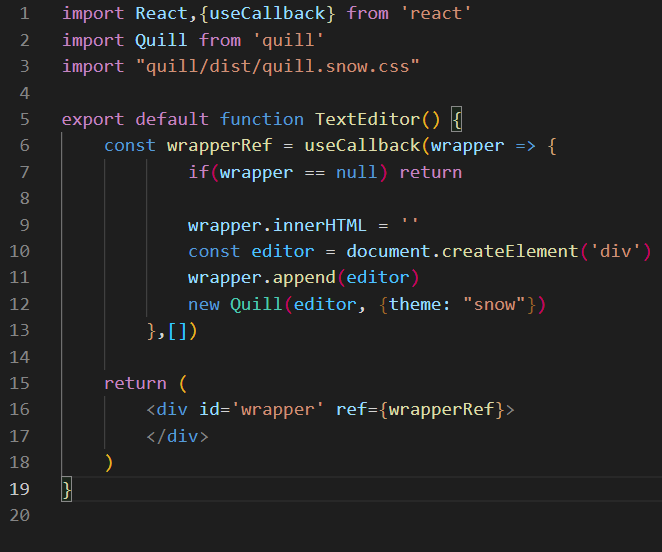 1 import React,{useCallback} from 'react'
2 import Quill from 'quill'
3 import "quill/dist/quill.snow.css"
4
5 export default function TextEditor() {
6     const wrapperRef = useCallback(wrapper => {
7             if(wrapper == null) return
8
9             wrapper.innerHTML = ''
10             const editor = document.createElement('div')
11             wrapper.append(editor)
12             new Quill(editor, {theme: "snow"})
13         },[])
14
15     return (
16         <div id='wrapper' ref={wrapperRef}>
17         </div>
18     )
19 }
20